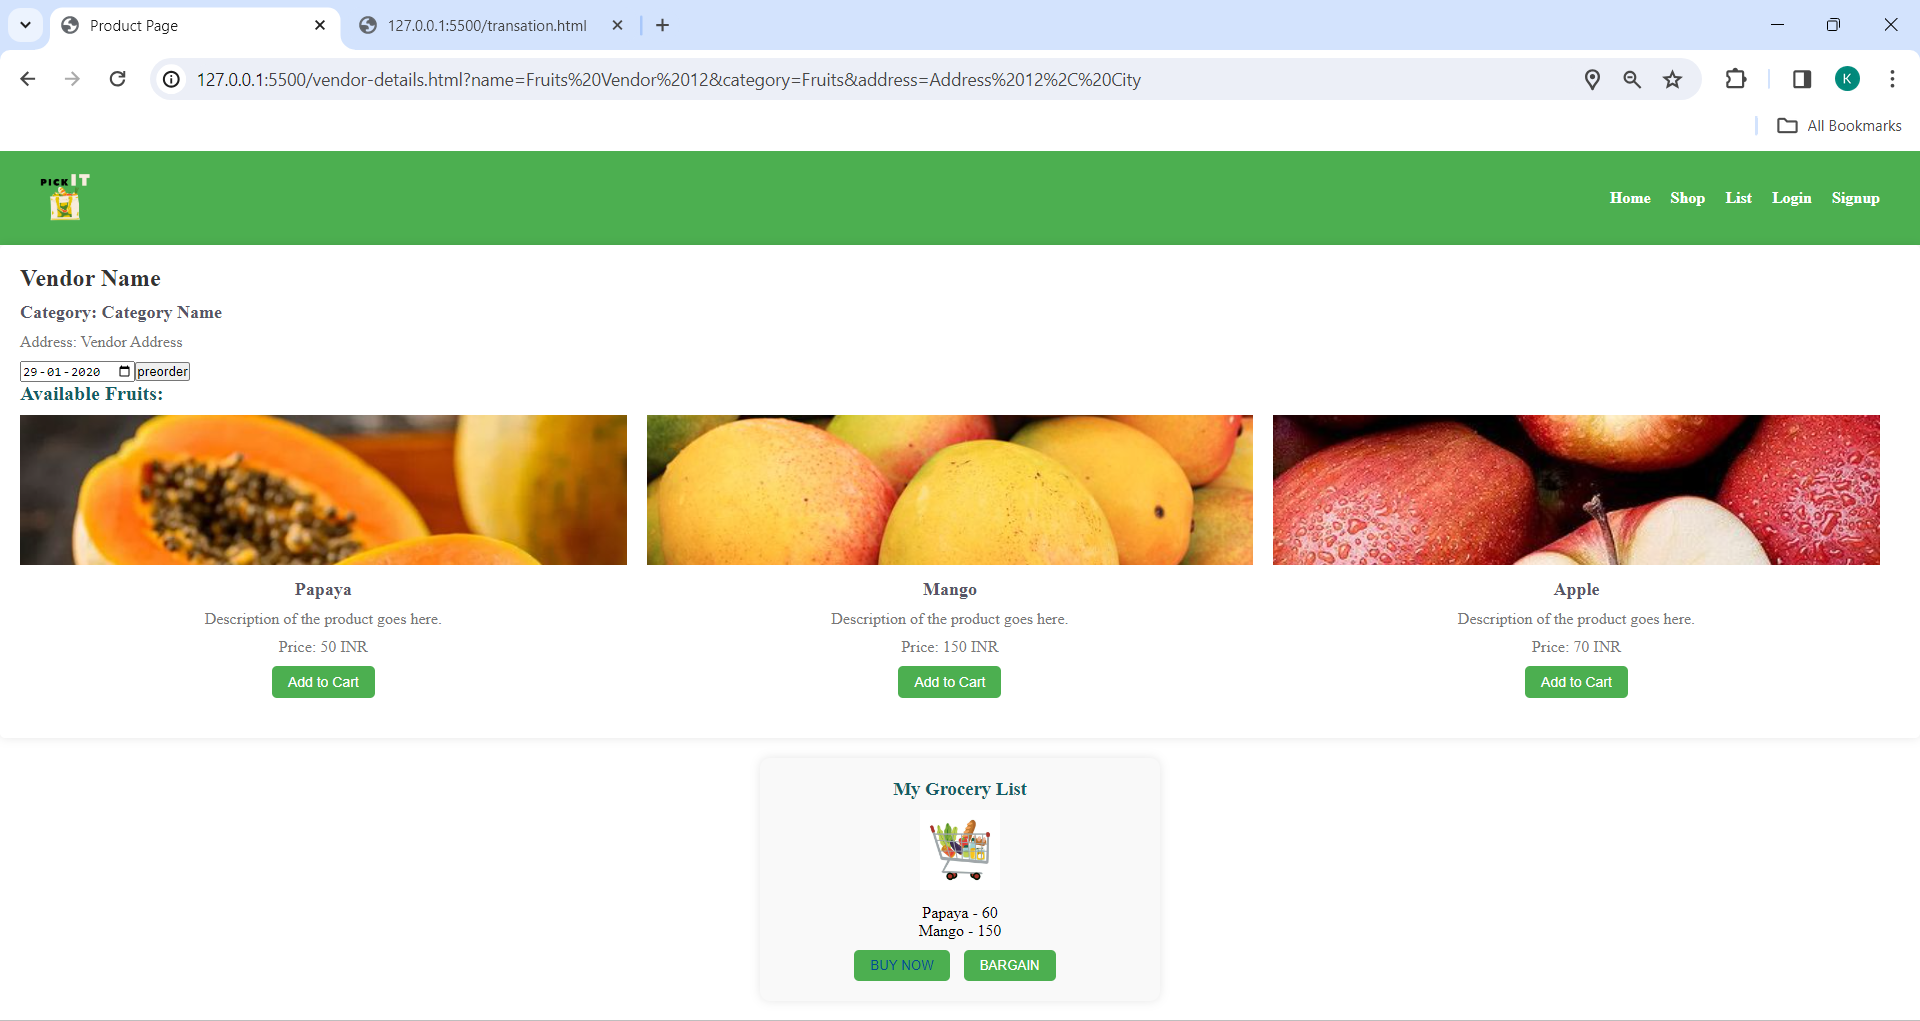 Product Page
127.0.0.1:5500/transation.html
127.0.0.1:5500/vendor-details.html?name=Fruits%20Vendor%2012&category=Fruits&address=Address%2012%2C%20City
K
All Bookmarks
PICK IT
Home Shop List Login Signup
Vendor Name
Category: Category Name
Address: Vendor Address
29-01-2020 preorder
Available Fruits:
Papaya
Description of the product goes here.
Price: 50 INR
Add to Cart
Mango
Description of the product goes here.
Price: 150 INR
Add to Cart
Apple
Description of the product goes here.
Price: 70 INR
Add to Cart
My Grocery List
Papaya - 60
Mango - 150
BUY NOW BARGAIN